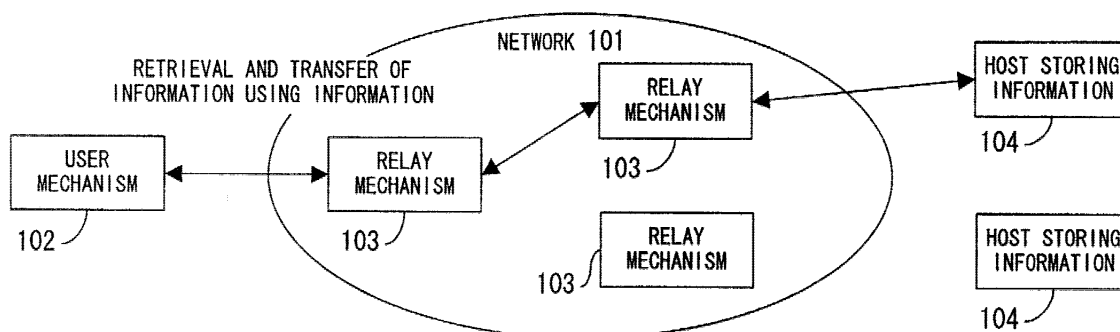 NETWORK 101
RETRIEVAL AND TRANSFER OF
INFORMATION USING INFORMATION
USER
MECHANISM
102
RELAY
MECHANISM
103
RELAY
MECHANISM
103
RELAY
MECHANISM
103
HOST STORING
INFORMATION
104
HOST STORING
INFORMATION
104